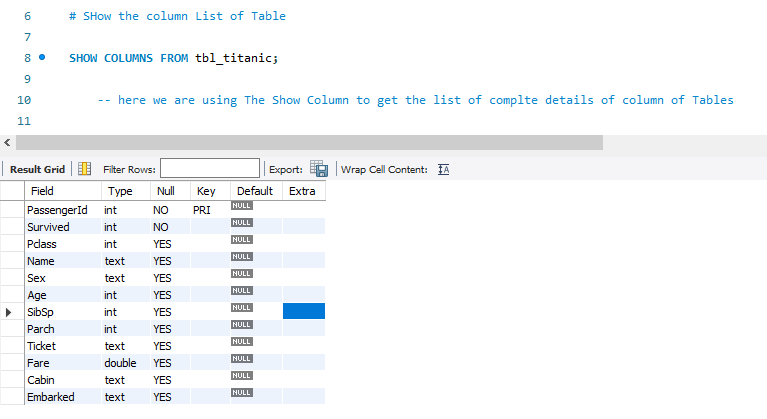 6 # SHow the column List of Table
7
8 SHOW COLUMNS FROM tbl_titanic;
9
10 -- here we are using The Show Column to get the list of complte details of column of Tables
11
Result Grid Filter Rows: Export: Wrap Cell Content: IA
Field Type Null Key Default Extra
PassengerId int NO PRI NULL
Survived int NO NULL
Pclass int YES NULL
Name text YES NULL
Sex text YES NULL
Age int YES NULL
SibSp int YES NULL
Parch int YES NULL
Ticket text YES NULL
Fare double YES NULL
Cabin text YES NULL
Embarked text YES NULL